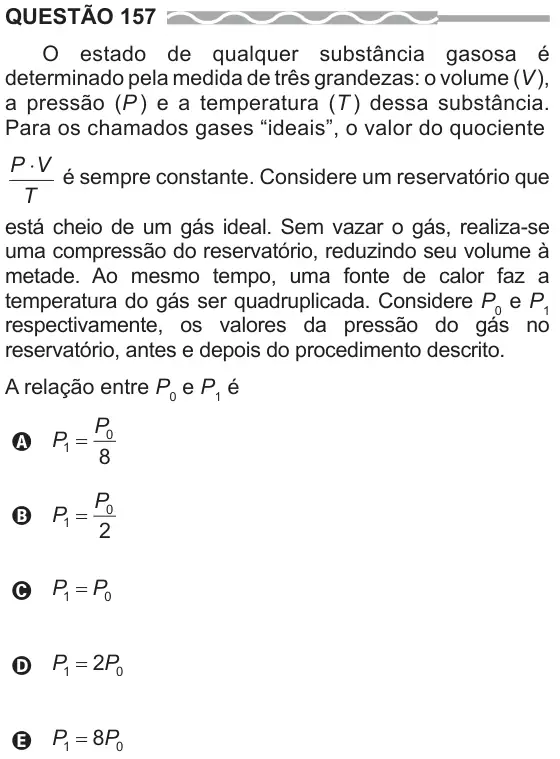 QUESTÃO 157
O estado de qualquer substância gasosa é
determinado pela medida de três grandezas: o volume (V),
a pressão (P) e a temperatura (T) dessa substância.
Para os chamados gases “ideais”, o valor do quociente
P · V / T é sempre constante. Considere um reservatório que
está cheio de um gás ideal. Sem vazar o gás, realiza-se
uma compressão do reservatório, reduzindo seu volume à
metade. Ao mesmo tempo, uma fonte de calor faz a
temperatura do gás ser quadruplicada. Considere P₀ e P₁
respectivamente, os valores da pressão do gás no
reservatório, antes e depois do procedimento descrito.
A relação entre P₀ e P₁ é
A P₁ = P₀ / 8
B P₁ = P₀ / 2
C P₁ = P₀
D P₁ = 2P₀
E P₁ = 8P₀